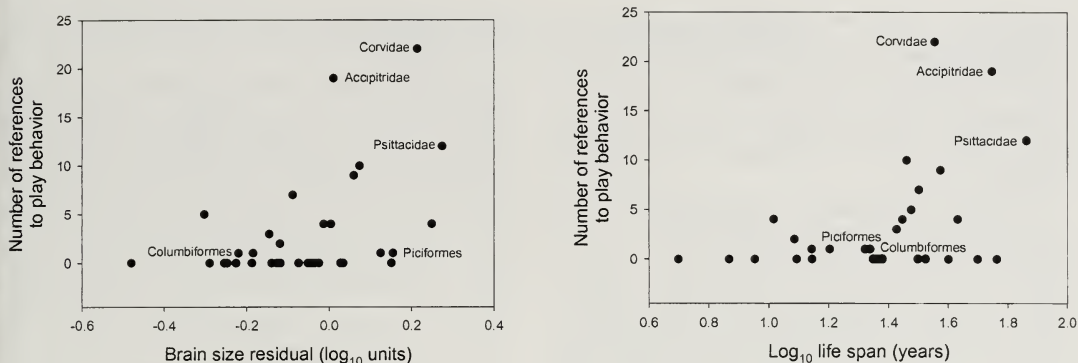 25
20
15
10
5
0
Number of references
to play behavior
Corvidae
Accipitridae
Psittacidae
Columbiformes
Piciformes
-0.6
-0.4
-0.2
0.0
0.2
0.4
Brain size residual (log10 units)
25
20
15
10
5
0
Number of references
to play behavior
Corvidae
Accipitridae
Psittacidae
Piciformes
Columbiformes
0.6
0.8
1.0
1.2
1.4
1.6
1.8
2.0
Log10 life span (years)